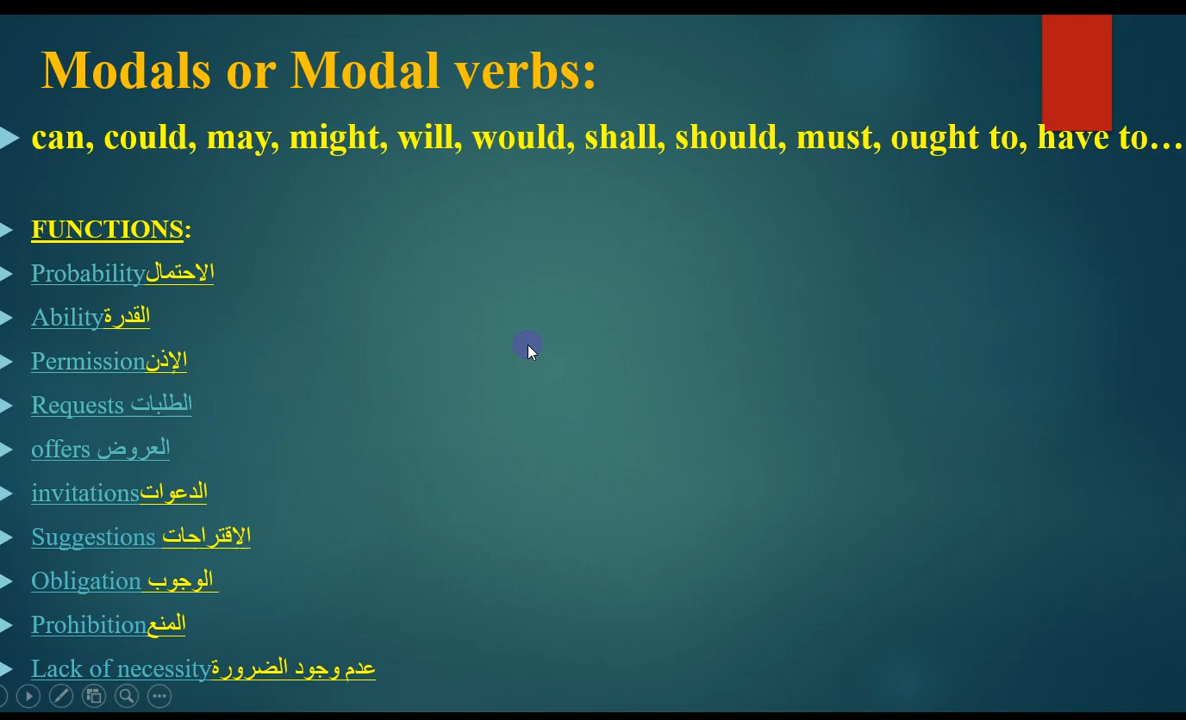 Modals or Modal verbs:
can, could, may, might, will, would, shall, should, must, ought to, have to…
FUNCTIONS:
Probabilityالاحتمال
Abilityالقدرة
Permissionالإذن
Requests الطلبات
offers العروض
invitationsالدعوات
Suggestions الاقتراحات
Obligation الوجوب
Prohibitionالمنع
Lack of necessityعدم وجود الضرورة